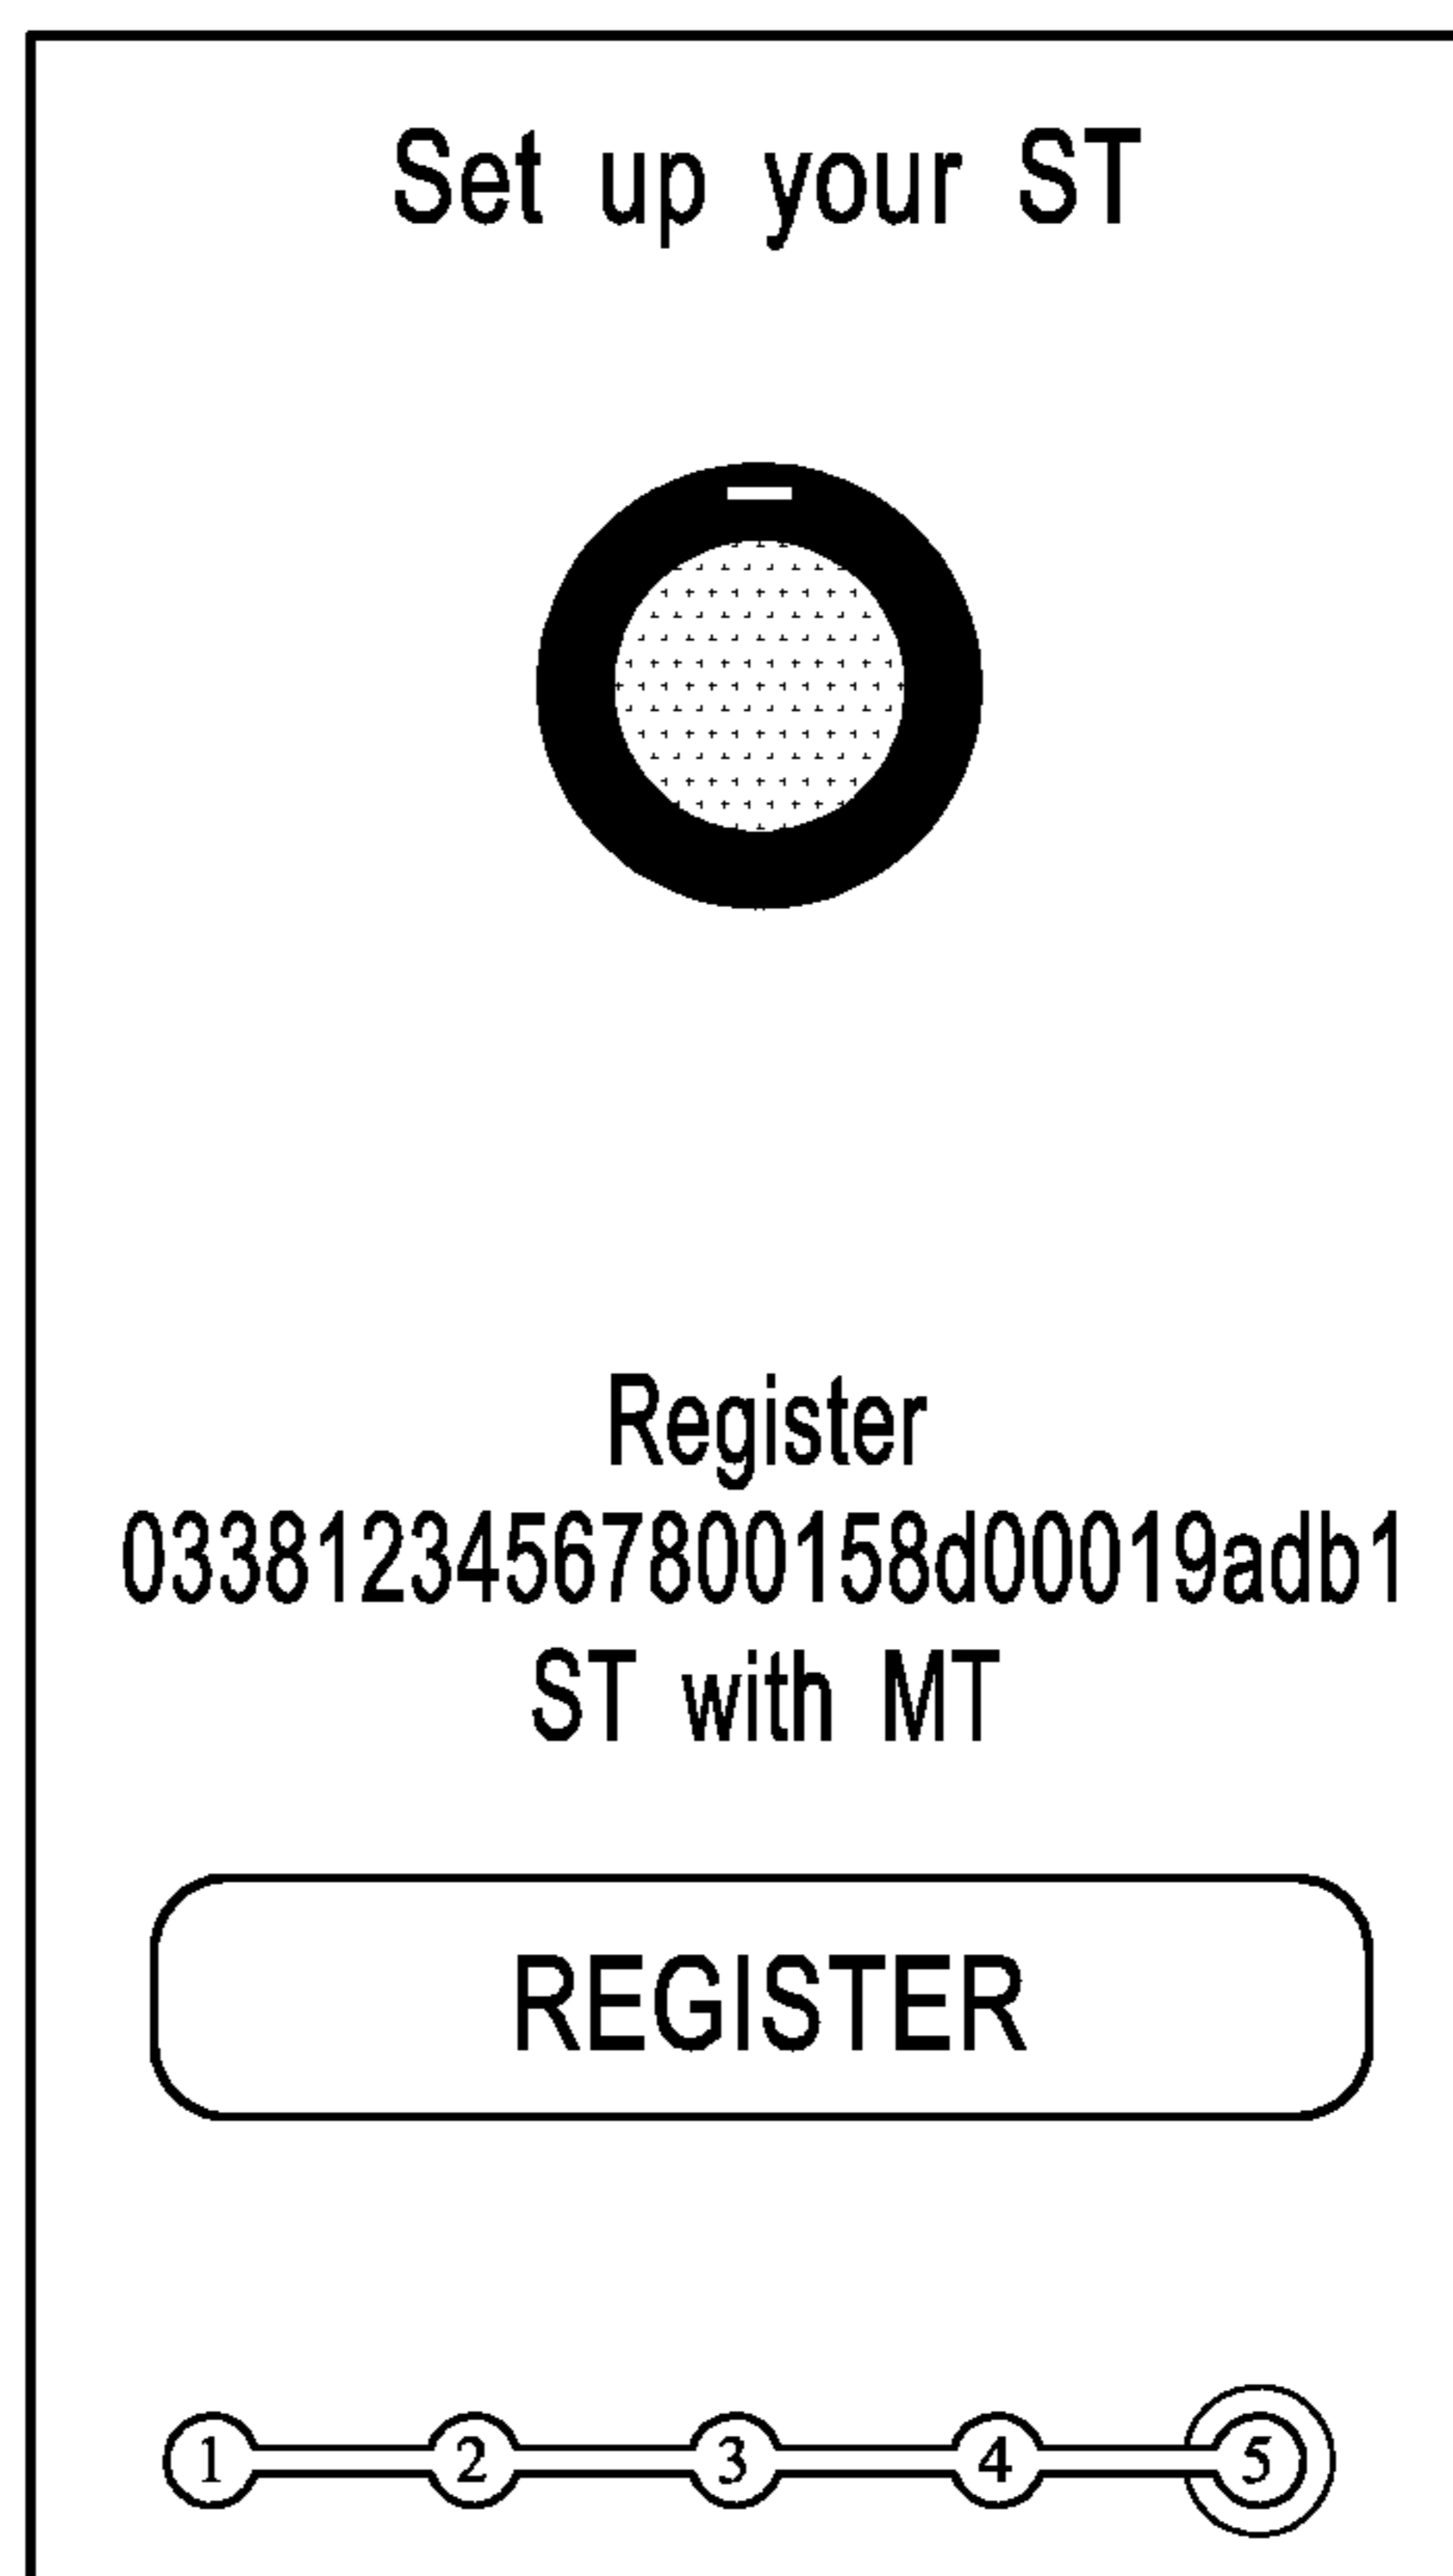 Set up your ST
Register
03381234567800158d00019adb1
ST with MT
REGISTER
1 2 3 4 5